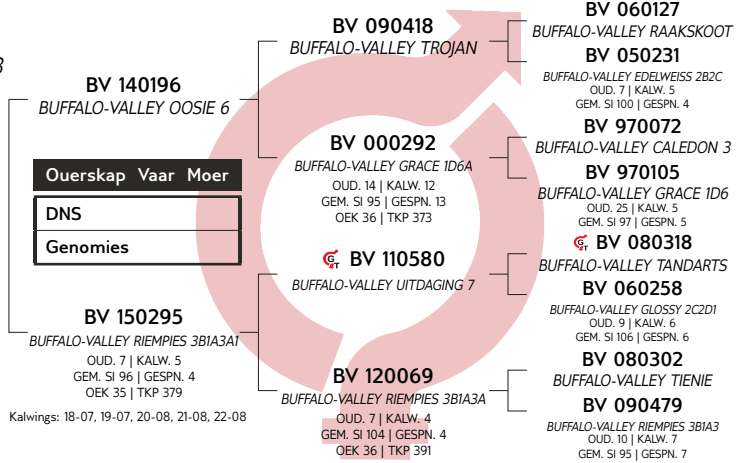 BV 140196
BUFFALO-VALLEY OOSIE 6
Ouerskap Vaar Moer
DNS
Genomies
BV 150295
BUFFALO-VALLEY RIEMPIES 3B1A3A1
OUD. 7 | KALW. 5
GEM. SI 96 | GESPN. 4
OEK 35 | TKP 379
Kalwings: 18-07, 19-07, 20-08, 21-08, 22-08
BV 090418
BUFFALO-VALLEY TROJAN
BV 000292
BUFFALO-VALLEY GRACE 1D6A
OUD. 14 | KALW. 12
GEM. SI 95 | GESPN. 13
OEK 36 | TKP 373
GT BV 110580
BUFFALO-VALLEY UITDAGING 7
BV 120069
BUFFALO-VALLEY RIEMPIES 3B1A3A
OUD. 7 | KALW. 4
GEM. SI 104 | GESPN. 4
OEK 36 | TKP 391
BV 060127
BUFFALO-VALLEY RAAKSKOOT
BV 050231
BUFFALO-VALLEY EDELWEISS 2B2C
OUD. 7 | KALW. 5
GEM. SI 100 | GESPN. 4
BV 970072
BUFFALO-VALLEY CALEDON 3
BV 970105
BUFFALO-VALLEY GRACE 1D6
OUD. 25 | KALW. 5
GEM. SI 97 | GESPN. 5
GT BV 080318
BUFFALO-VALLEY TANDARTS
BV 060258
BUFFALO-VALLEY GLOSSY 2C2D1
OUD. 9 | KALW. 6
GEM. SI 106 | GESPN. 6
BV 080302
BUFFALO-VALLEY TIENIE
BV 090479
BUFFALO-VALLEY RIEMPIES 3B1A3
OUD. 10 | KALW. 7
GEM. SI 95 | GESPN. 7